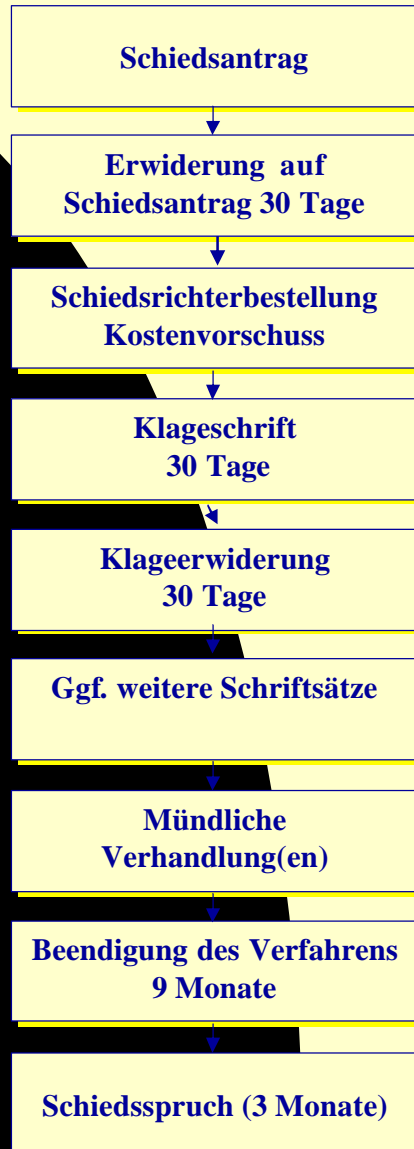 Schiedsantrag
Erwiderung auf
Schiedsantrag 30 Tage
Schiedsrichterbestellung
Kostenvorschuss
Klageschrift
30 Tage
Klageerwiderung
30 Tage
Ggf. weitere Schriftsätze
Mündliche
Verhandlung(en)
Beendigung des Verfahrens
9 Monate
Schiedsspruch (3 Monate)